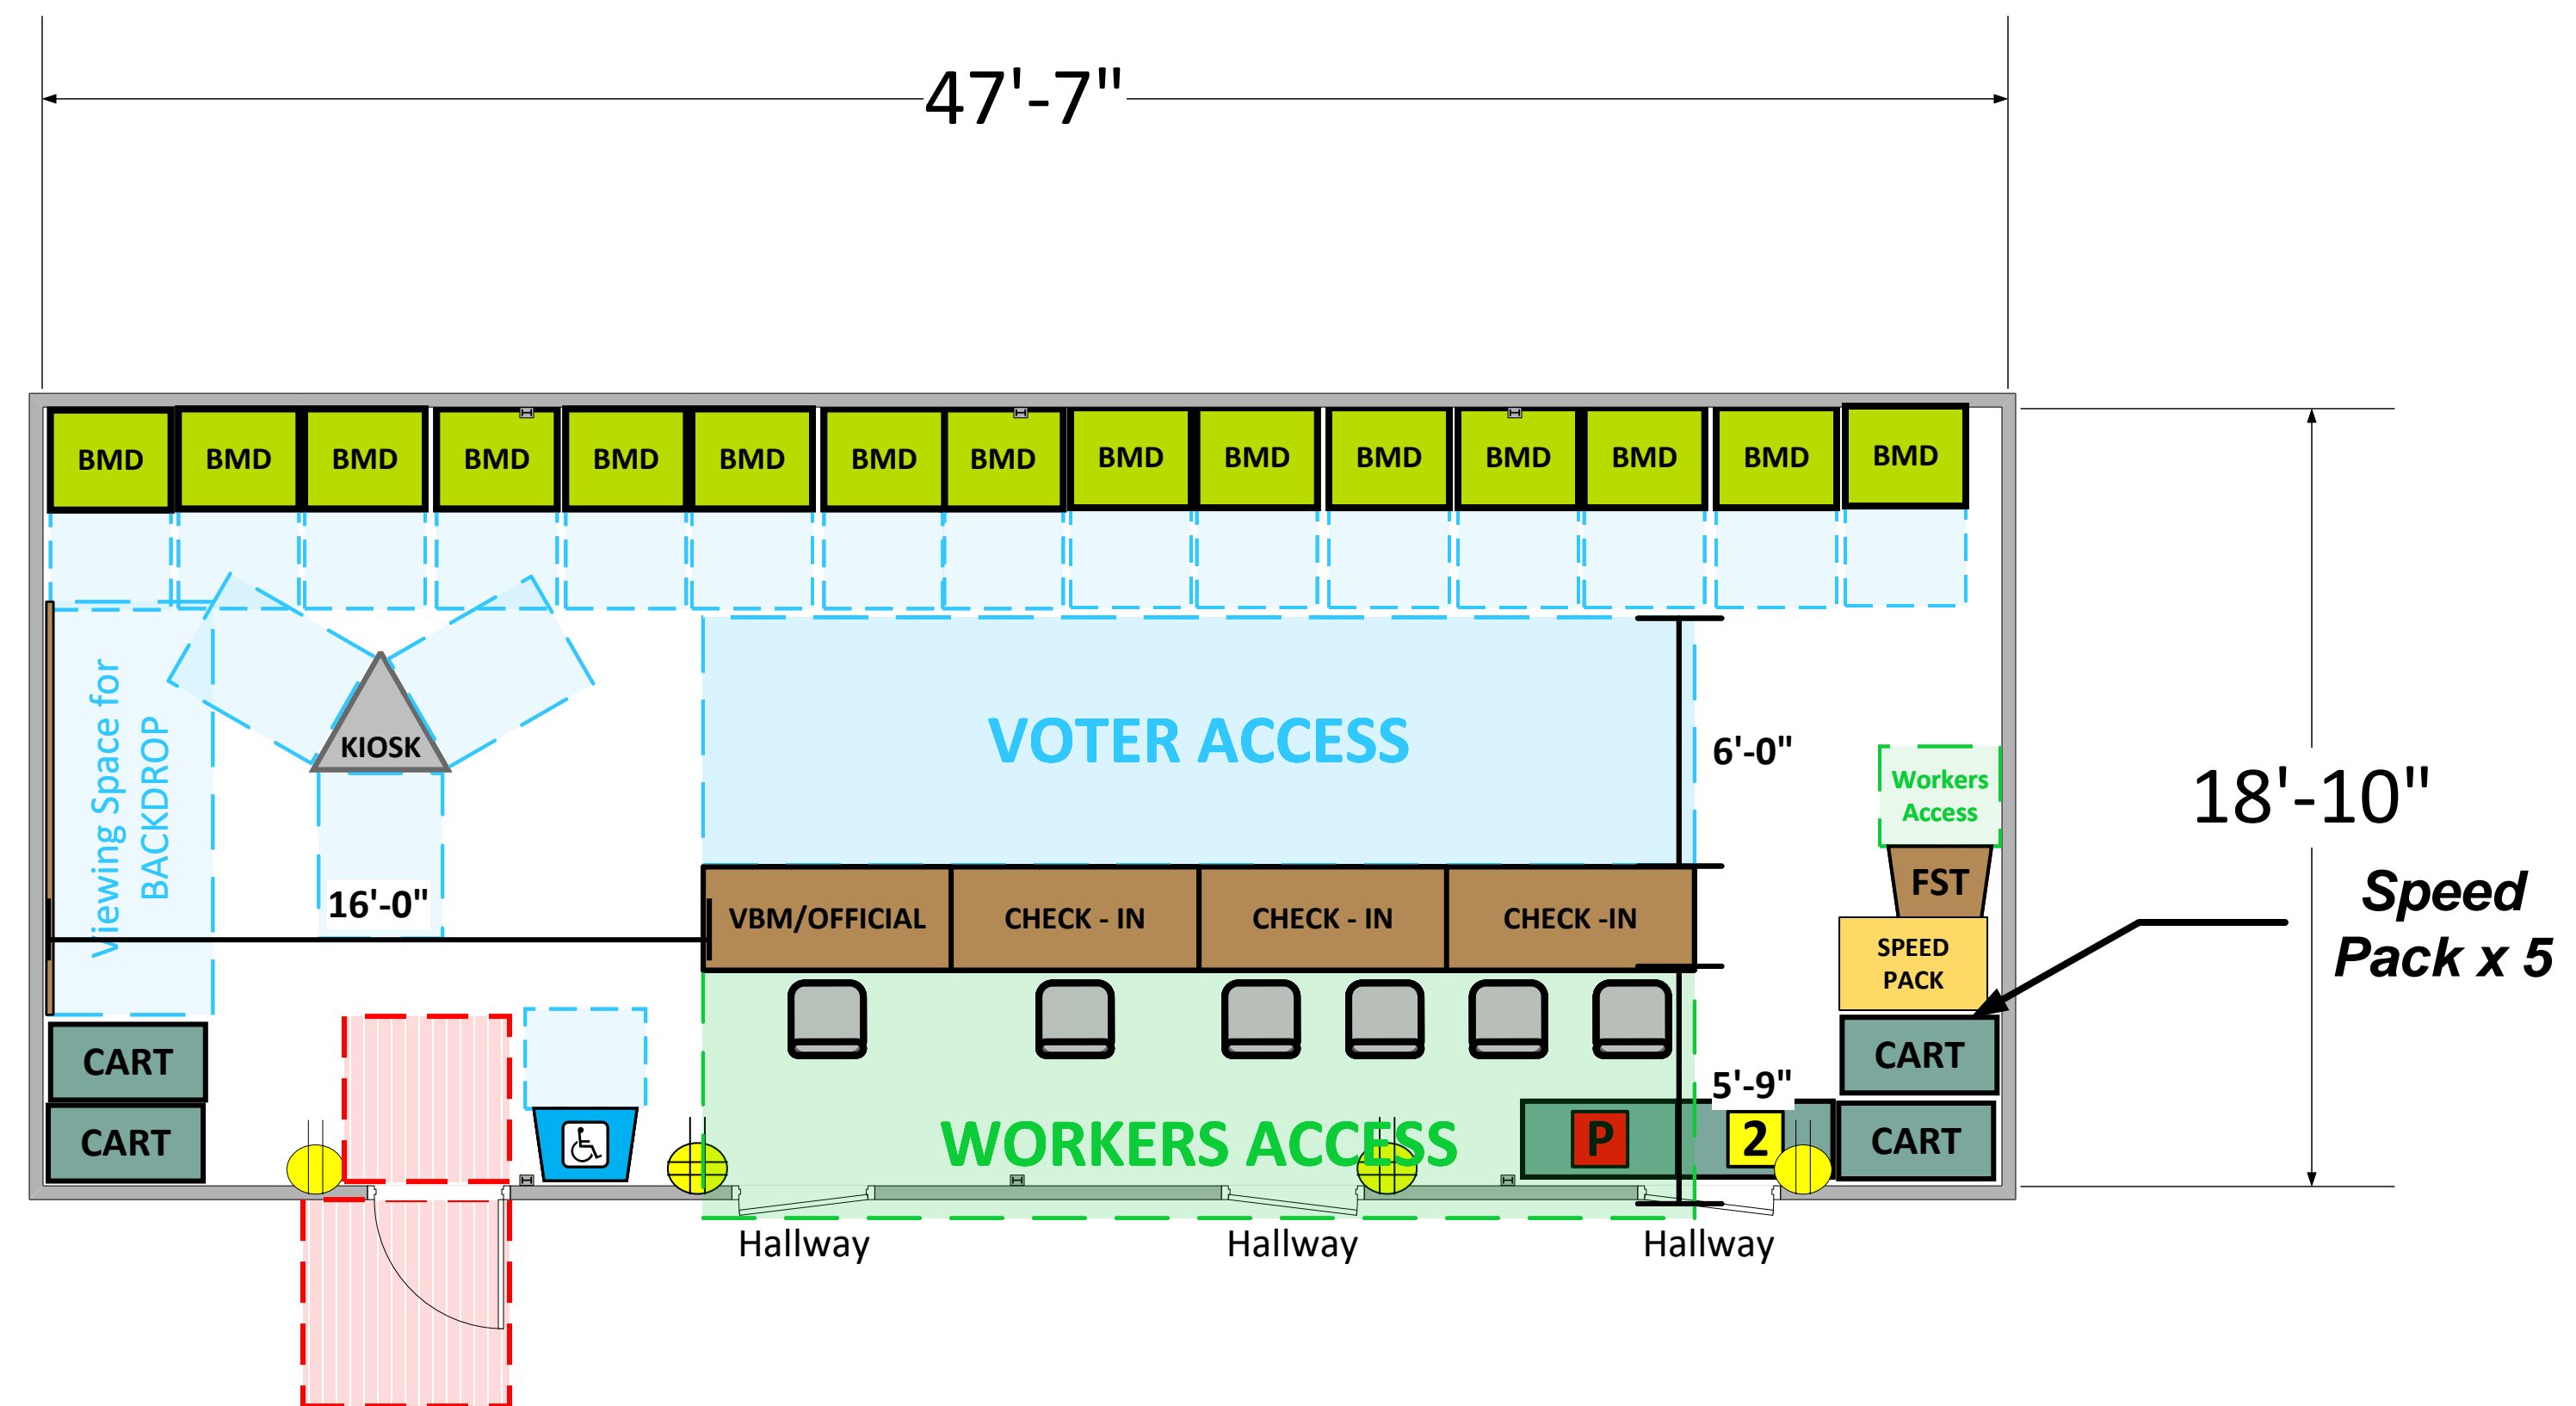 47'-7"
BMD BMD BMD BMD BMD BMD BMD BMD BMD BMD BMD BMD BMD BMD BMD
Viewing Space for
BACKDROP
KIOSK
16'-0"
VOTER ACCESS
6'-0"
Workers
Access
18'-10"
FST
Speed
Pack x 5
VBM/OFFICIAL
CHECK - IN
CHECK - IN
CHECK -IN
SPEED
PACK
CART
CART
5'-9"
WORKERS ACCESS
P
2
CART
CART
Hallway
Hallway
Hallway